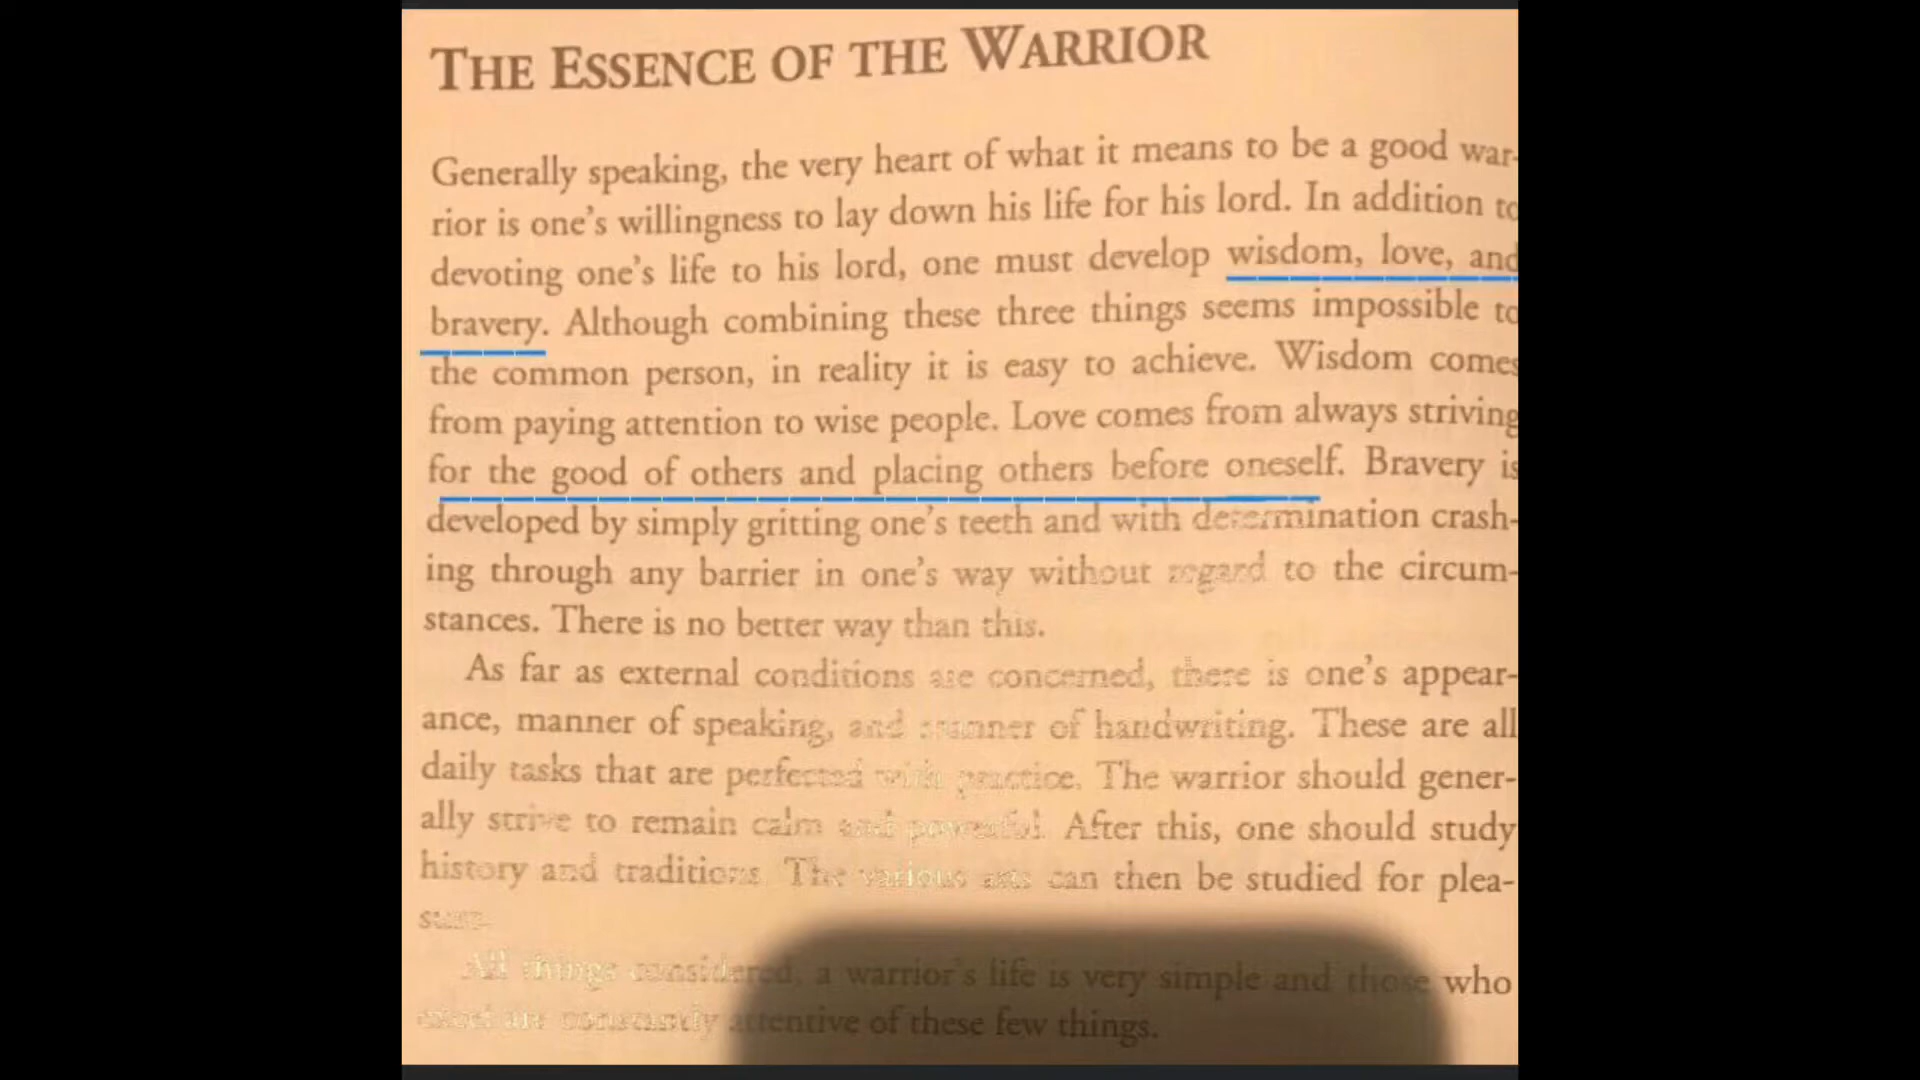 THE ESSENCE OF THE WARRIOR
Generally speaking, the very heart of what it means to be a good war-
rior is one's willingness to lay down his life for his lord. In addition to
devoting one's life to his lord, one must develop wisdom, love, and
bravery. Although combining these three things seems impossible to
the common person, in reality it is easy to achieve. Wisdom comes
from paying attention to wise people. Love comes from always striving
for the good of others and placing others before oneself. Bravery is
developed by simply gritting one's teeth and with determination crash-
ing through any barrier in one's way without regard to the circum-
stances. There is no better way than this.
As far as external conditions are concerned, there is one's appear-
ance, manner of speaking, and manner of handwriting. These are all
daily tasks that are perfected with practice. The warrior should gener-
ally strive to remain calm and powerful. After this, one should study
history and traditions. The various arts can then be studied for plea-
sure.
All things considered, a warrior's life is very simple and those who
excel are constantly attentive of these few things.